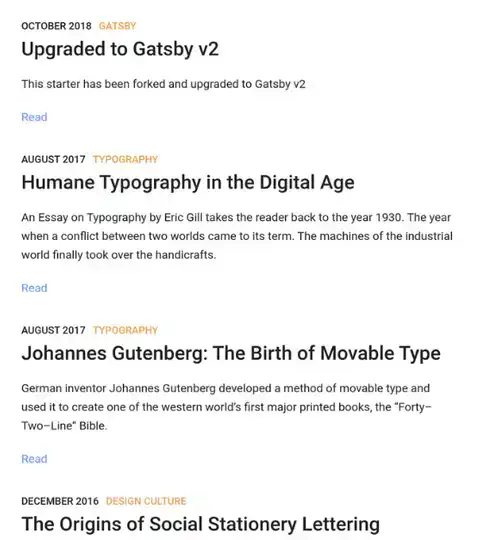 OCTOBER 2018 GATSBY
Upgraded to Gatsby v2
This starter has been forked and upgraded to Gatsby v2
Read
AUGUST 2017 TYPOGRAPHY
Humane Typography in the Digital Age
An Essay on Typography by Eric Gill takes the reader back to the year 1930. The year
when a conflict between two worlds came to its term. The machines of the industrial
world finally took over the handicrafts.
Read
AUGUST 2017 TYPOGRAPHY
Johannes Gutenberg: The Birth of Movable Type
German inventor Johannes Gutenberg developed a method of movable type and
used it to create one of the western world’s first major printed books, the “Forty–
Two–Line” Bible.
Read
DECEMBER 2016 DESIGN CULTURE
The Origins of Social Stationery Lettering